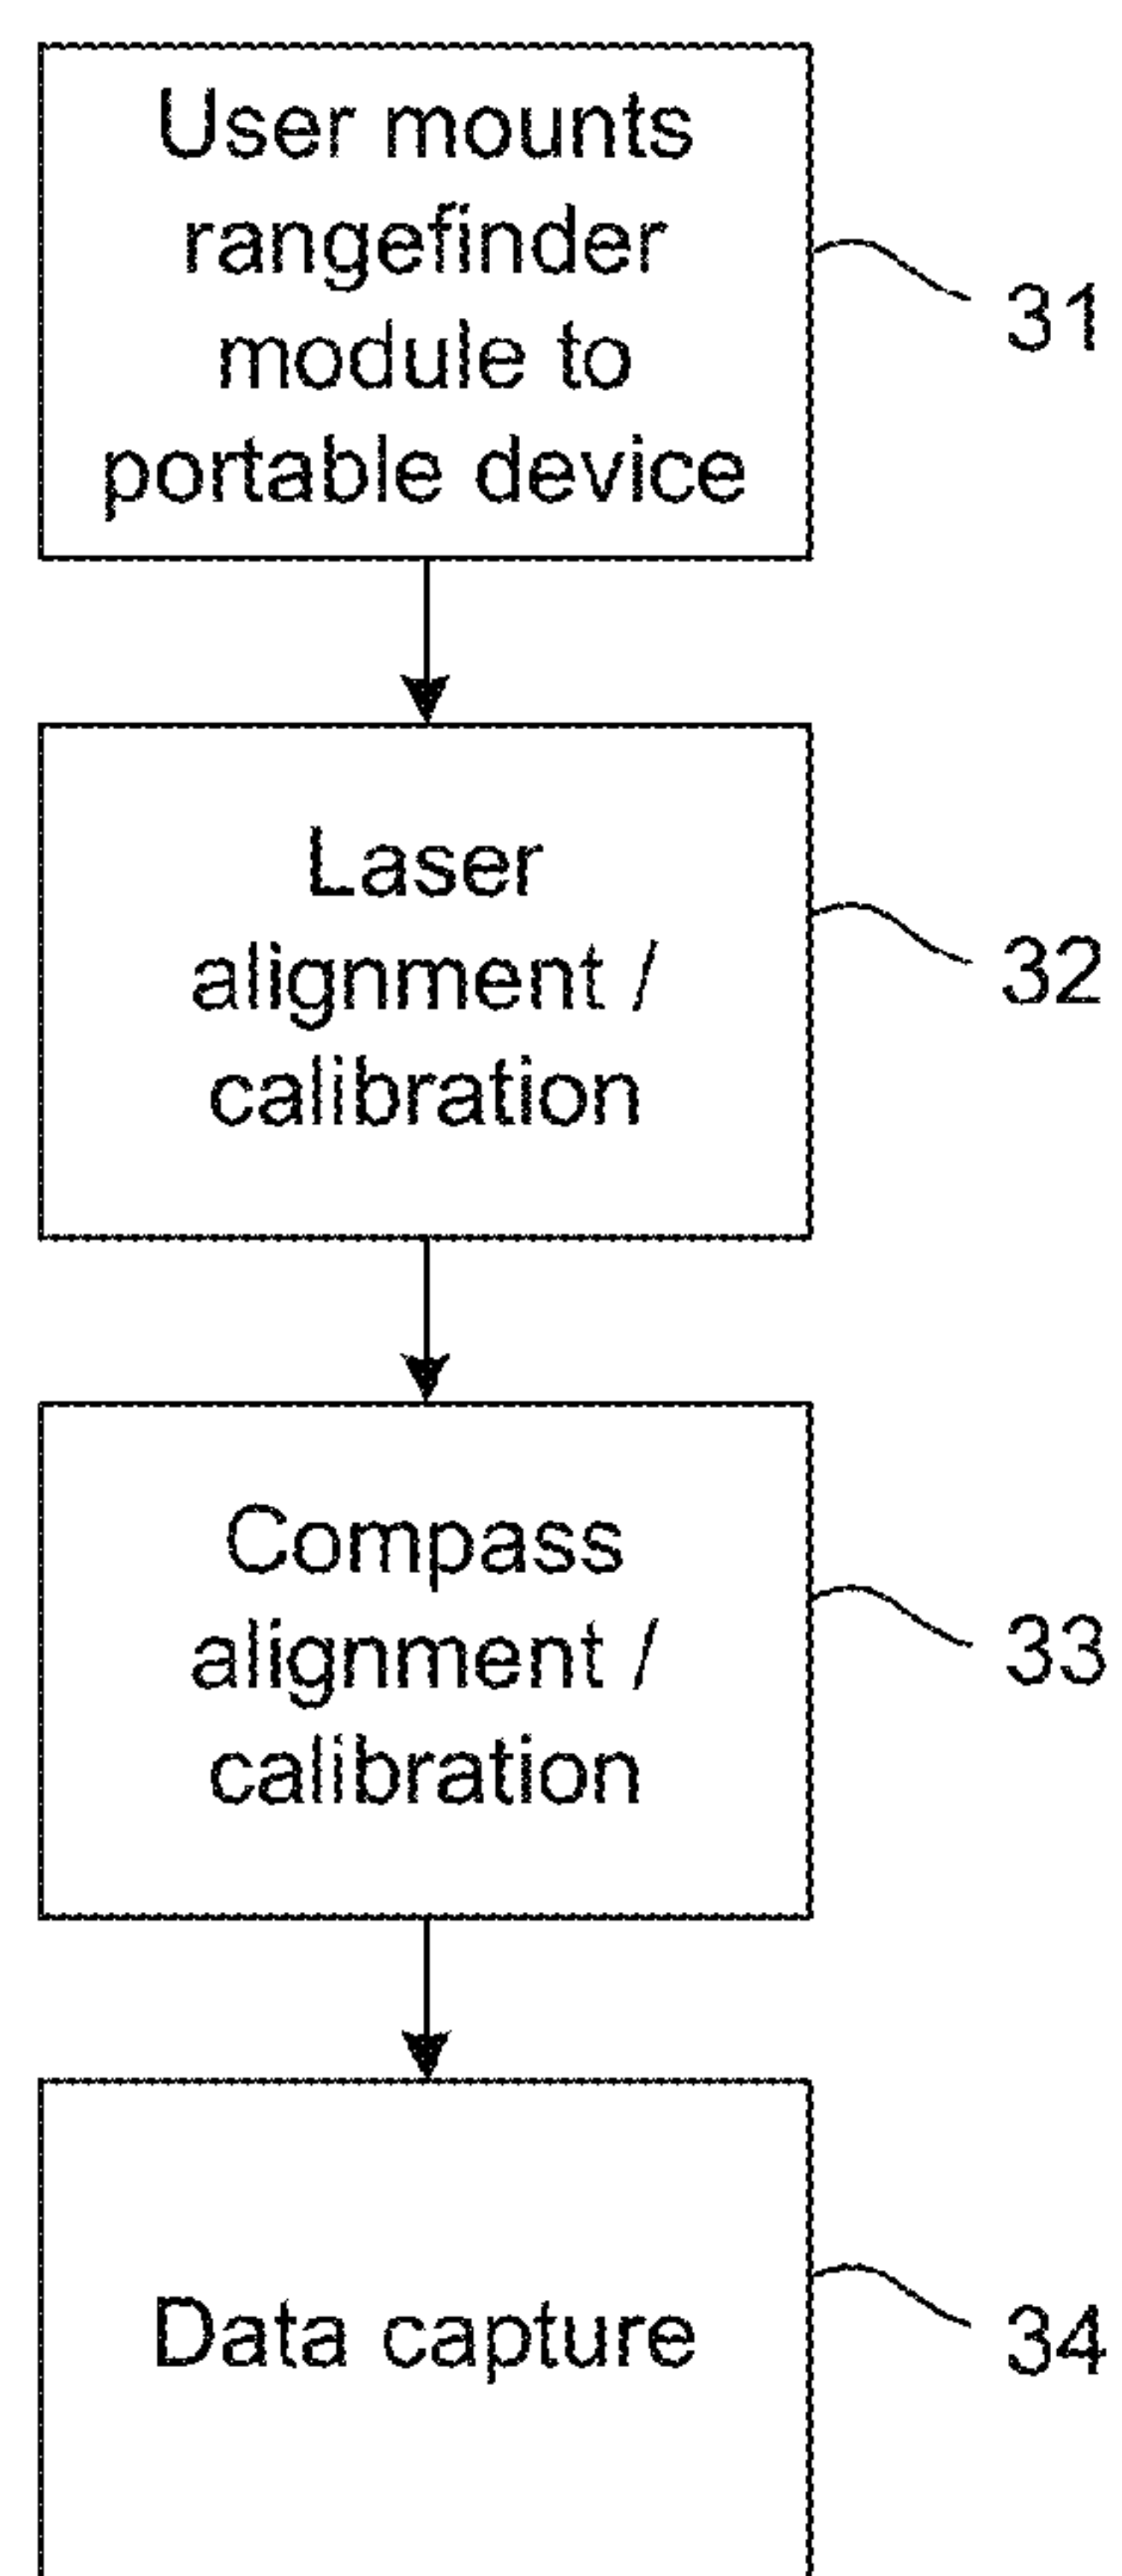 User mounts
rangefinder
module to
portable device
31
Laser
alignment /
calibration
32
Compass
alignment /
calibration
33
Data capture
34